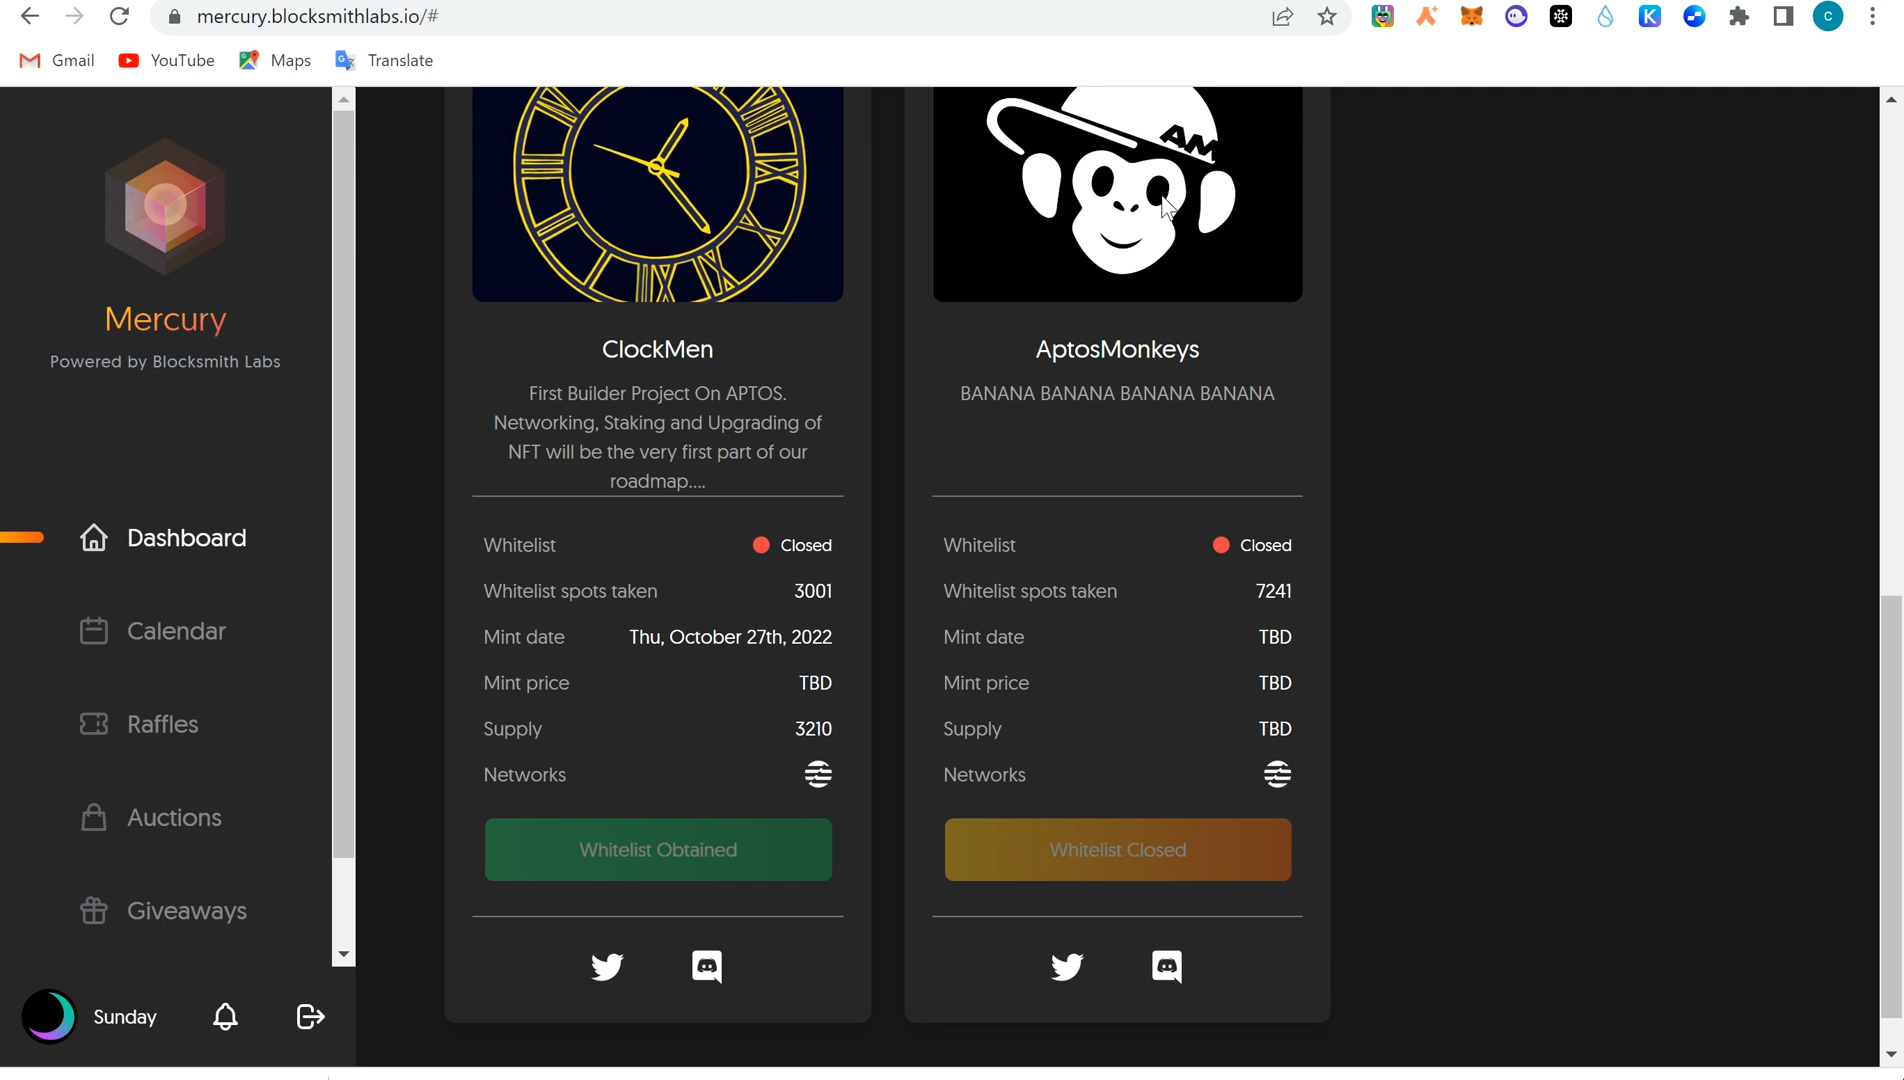 mercury.blocksmithlabs.io/#
C
Gmail
YouTube
Maps
Translate
Mercury
Powered by Blocksmith Labs
Dashboard
Calendar
Raffles
Auctions
Giveaways
Sunday
ClockMen
First Builder Project On APTOS.
Networking, Staking and Upgrading of
NFT will be the very first part of our
roadmap....
Whitelist Closed
Whitelist spots taken 3001
Mint date Thu, October 27th, 2022
Mint price TBD
Supply 3210
Networks
Whitelist Obtained
AM
AptosMonkeys
BANANA BANANA BANANA BANANA
Whitelist Closed
Whitelist spots taken 7241
Mint date TBD
Mint price TBD
Supply TBD
Networks
Whitelist Closed